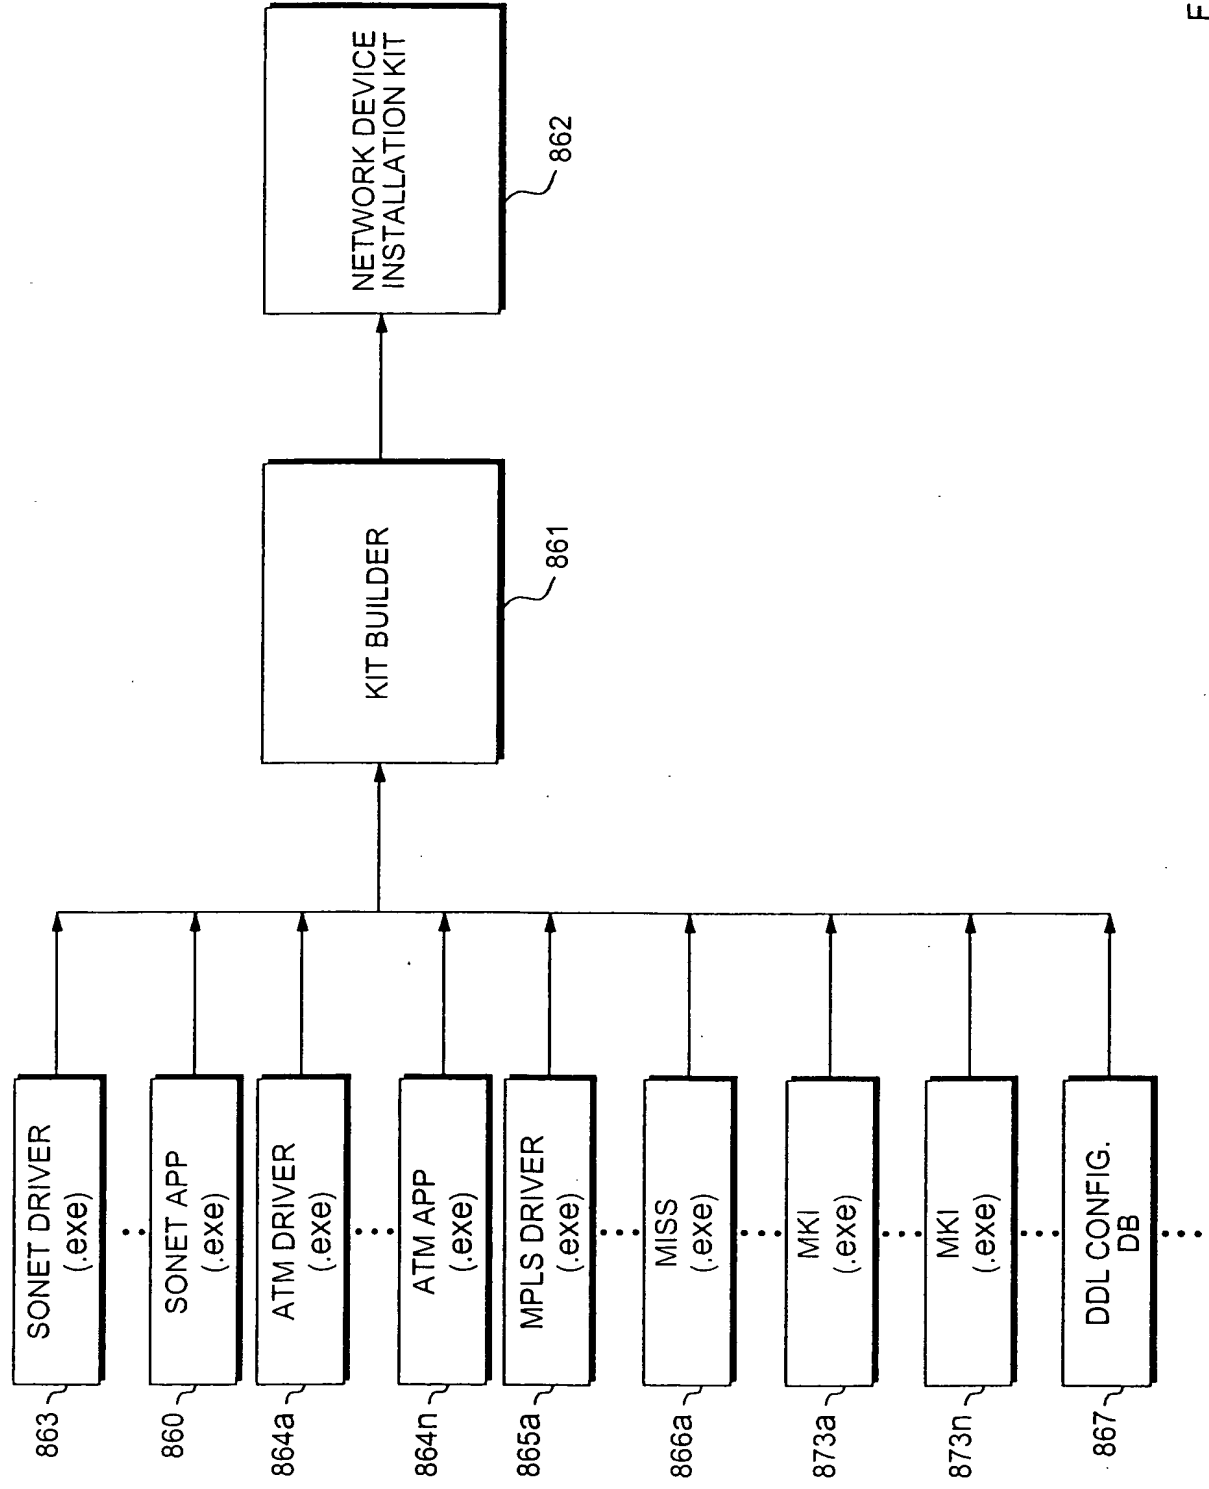 863
SONET DRIVER
(.exe)
860
SONET APP
(.exe)
864a
ATM DRIVER
(.exe)
864n
ATM APP
(.exe)
865a
MPLS DRIVER
(.exe)
866a
MISS
(.exe)
873a
MKI
(.exe)
873n
MKI
(.exe)
867
DDL CONFIG.
DB
KIT BUILDER
861
NETWORK DEVICE
INSTALLATION KIT
862
F